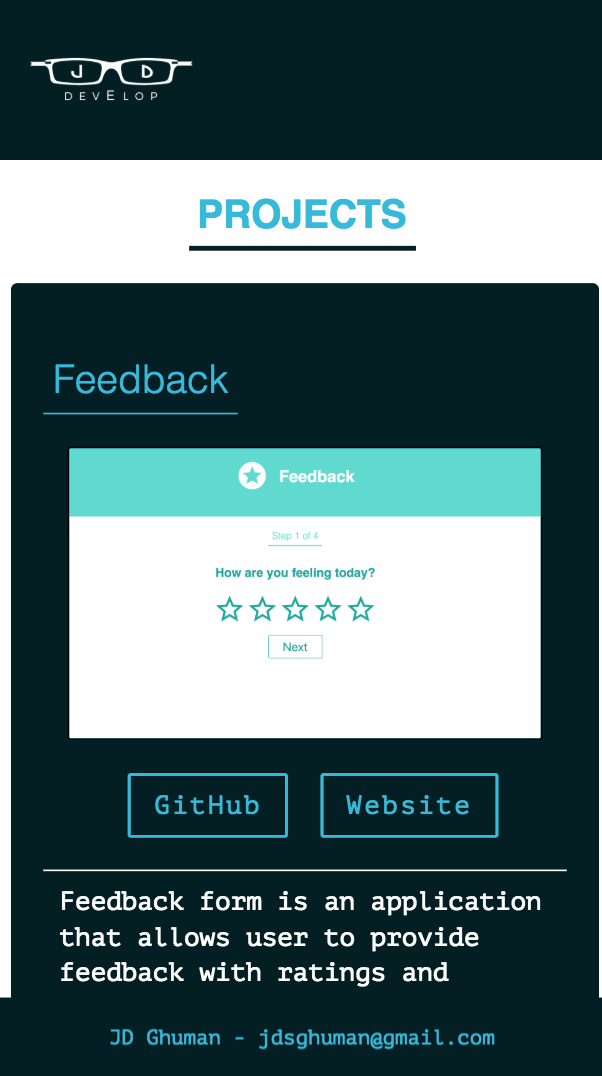 J D
DEVELOP
PROJECTS
Feedback
Feedback
Step 1 of 4
How are you feeling today?
Next
GitHub Website
Feedback form is an application
that allows user to provide
feedback with ratings and
JD Ghuman - jdsghuman@gmail.com